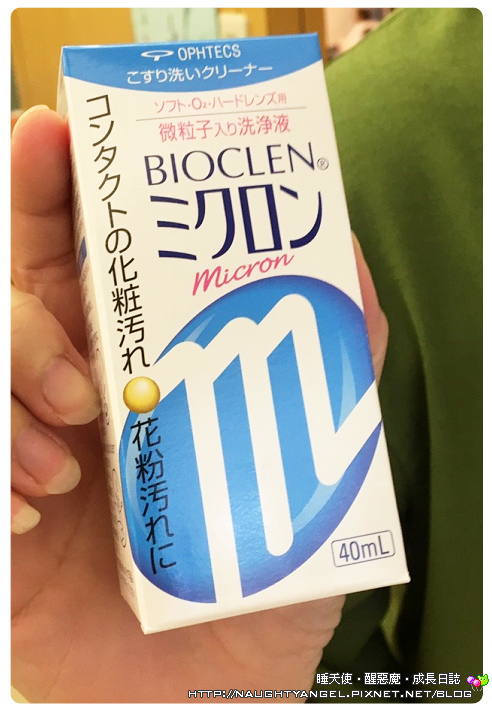 OPHTECS
こすり洗いクリーナー
ソフト・O₂・ハードレンズ用
微粒子入り洗浄液
BIOCLEN®
ミクロン
micron
コンタクトの化粧汚れ
花粉汚れに
m
40mL
睡天使・醒惡魔・成長日誌
HTTP://NAUGHTYANGEL.PIXNET.NET/BLOG